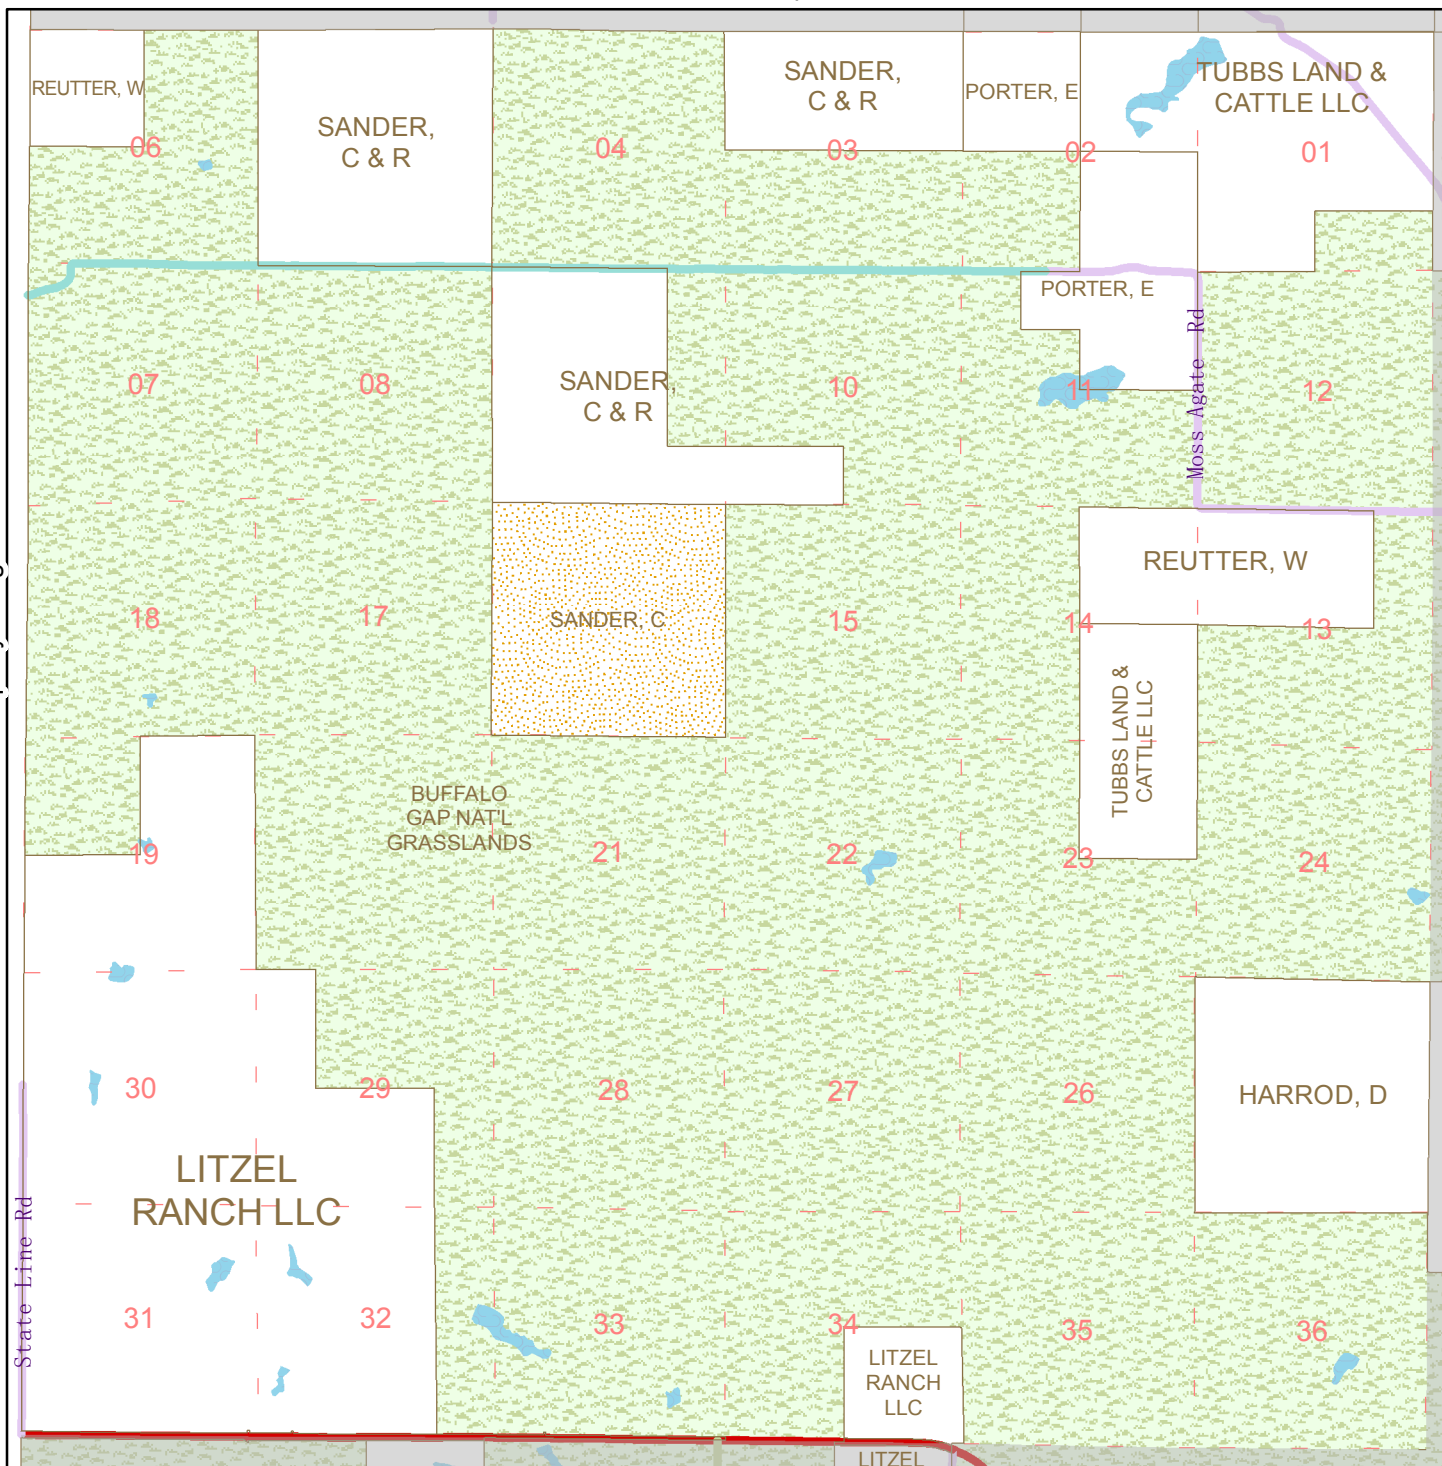 REUTTER, W
SANDER,
C & R
SANDER,
C & R
PORTER, E
TUBBS LAND &
CATTLE LLC
06
04
03
02
01
PORTER, E
Moss Agate Rd
07
08
SANDER,
C & R
10
11
12
REUTTER, W
18
17
SANDER, C
15
14
13
TUBBS LAND &
CATTLE LLC
BUFFALO
GAP NAT'L
GRASSLANDS
19
21
22
23
24
30
29
28
27
26
HARROD, D
LITZEL
RANCH LLC
State Line Rd
31
32
33
34
35
36
LITZEL
RANCH
LLC
LITZEL